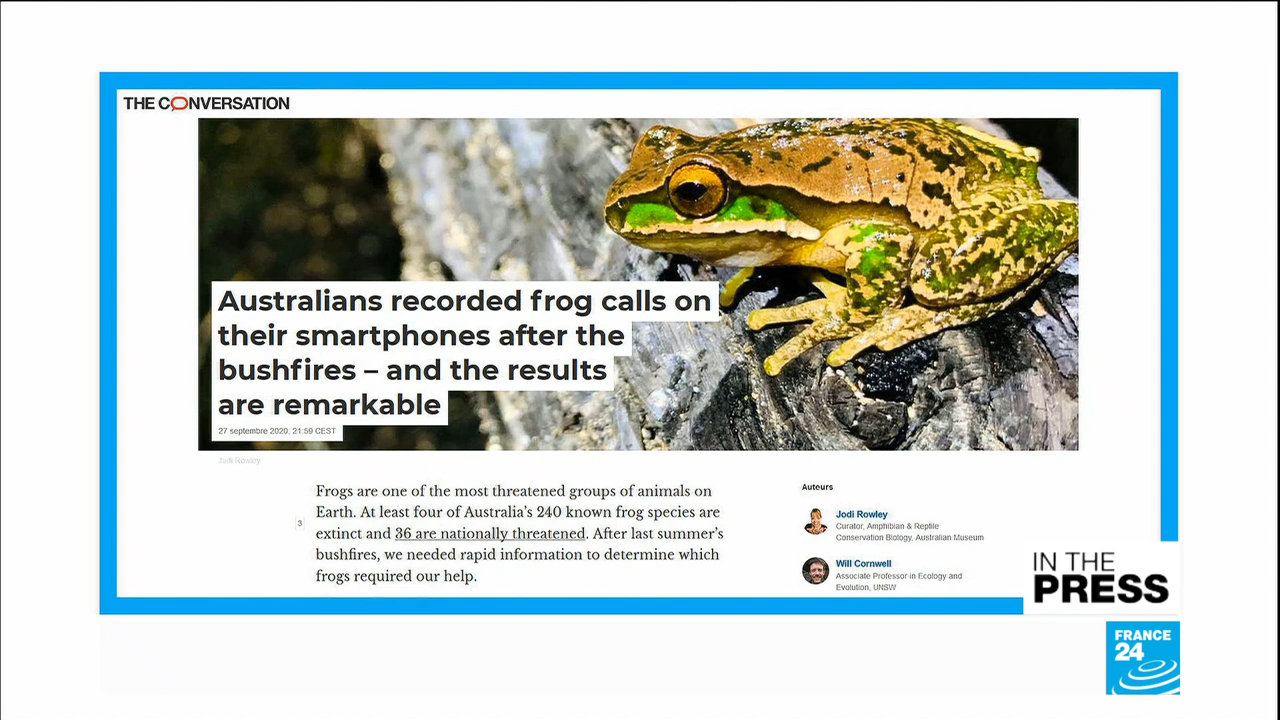 THE CONVERSATION
Australians recorded frog calls on
their smartphones after the
bushfires – and the results
are remarkable
27 septembre 2020, 21:59 CEST
Jodi Rowley
Frogs are one of the most threatened groups of animals on
Earth. At least four of Australia's 240 known frog species are
extinct and 36 are nationally threatened. After last summer's
bushfires, we needed rapid information to determine which
frogs required our help.
3
Auteurs
Jodi Rowley
Curator, Amphibian & Reptile
Conservation Biology, Australian Museum
Will Cornwell
Associate Professor in Ecology and
Evolution, UNSW
IN THE
PRESS
FRANCE
24